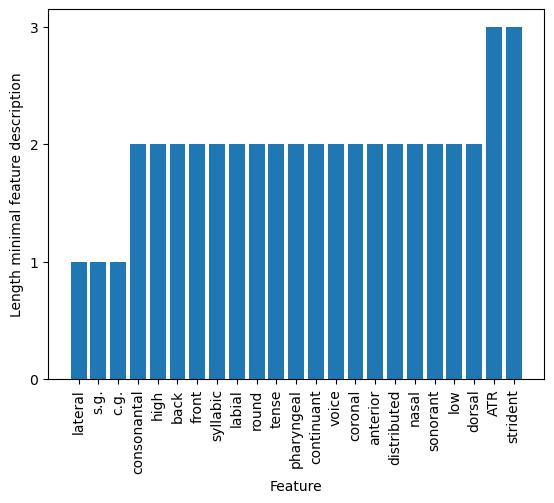 Length minimal feature description
3
2
1
0
lateral
s.g.
c.g.
consonantal
high
back
front
syllabic
labial
round
tense
pharyngeal
continuant
voice
coronal
anterior
distributed
nasal
sonorant
low
dorsal
ATR
strident
Feature